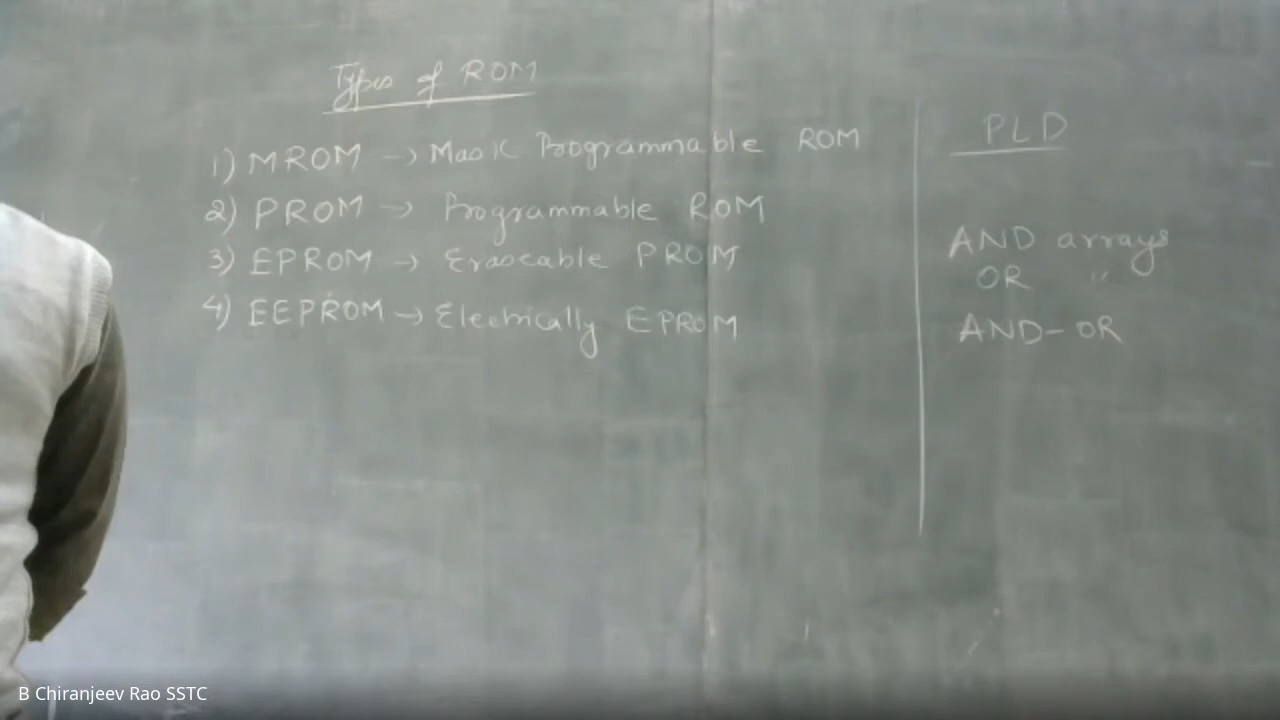 Types of ROM
1) MROM → Mask Programmable ROM
2) PROM → Programmable ROM
3) EPROM → Eraseable PROM
4) EEPROM → Electrically EPROM
PLD
AND arrays
OR "
AND-OR
B Chiranjeev Rao SSTC